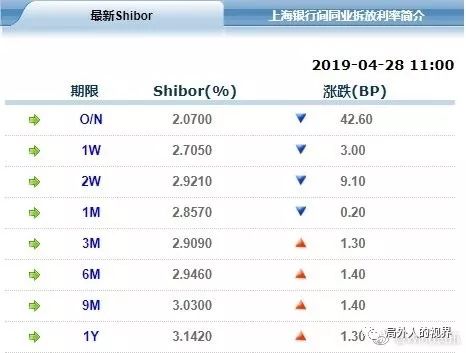 最新Shibor 上海银行间同业拆放利率简介
2019-04-28 11:00
期限 Shibor(%) 涨跌(BP)
O/N 2.0700 ▼ 42.60
1W 2.7050 ▼ 3.00
2W 2.9210 ▼ 9.10
1M 2.8570 ▼ 0.20
3M 2.9090 ▲ 1.30
6M 2.9460 ▲ 1.40
9M 3.0300 ▲ 1.40
1Y 3.1420 ▲ 1.30
局外人的视界